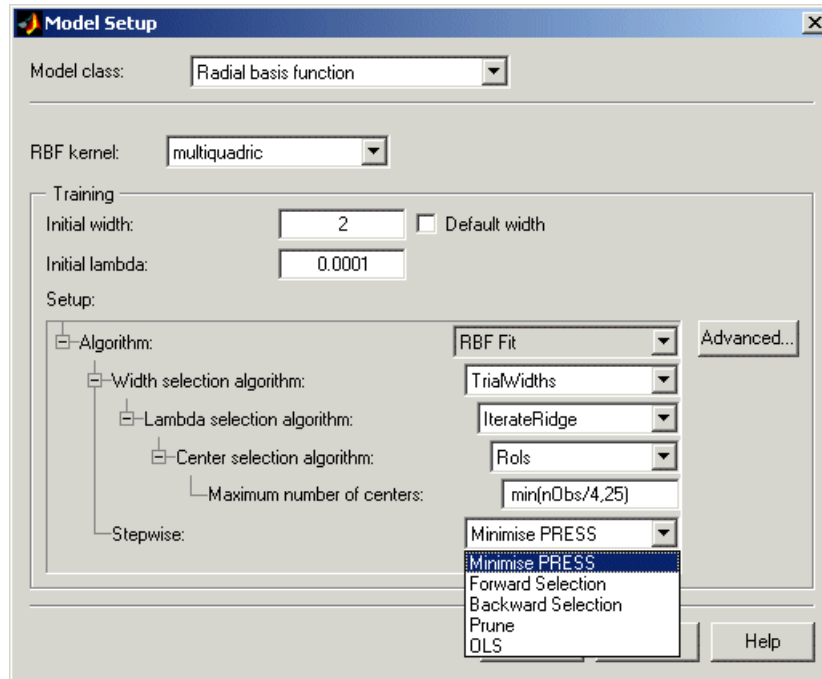 Model Setup
Model class: Radial basis function
RBF kernel: multiquadric
Training
Initial width: 2 Default width
Initial lambda: 0.0001
Setup:
Algorithm: RBF Fit Advanced...
Width selection algorithm: TrialWidths
Lambda selection algorithm: IterateRidge
Center selection algorithm: Rols
Maximum number of centers: min(nObs/4,25)
Stepwise: Minimise PRESS
Minimise PRESS
Forward Selection
Backward Selection
Prune
OLS
Help